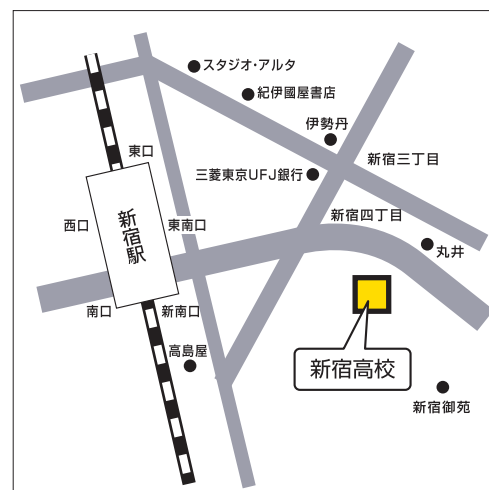 スタジオ・アルタ
紀伊國屋書店
伊勢丹
東口
新宿三丁目
三菱東京UFJ銀行
西口
新宿駅
東南口
新宿四丁目
丸井
南口
新南口
高島屋
新宿高校
新宿御苑